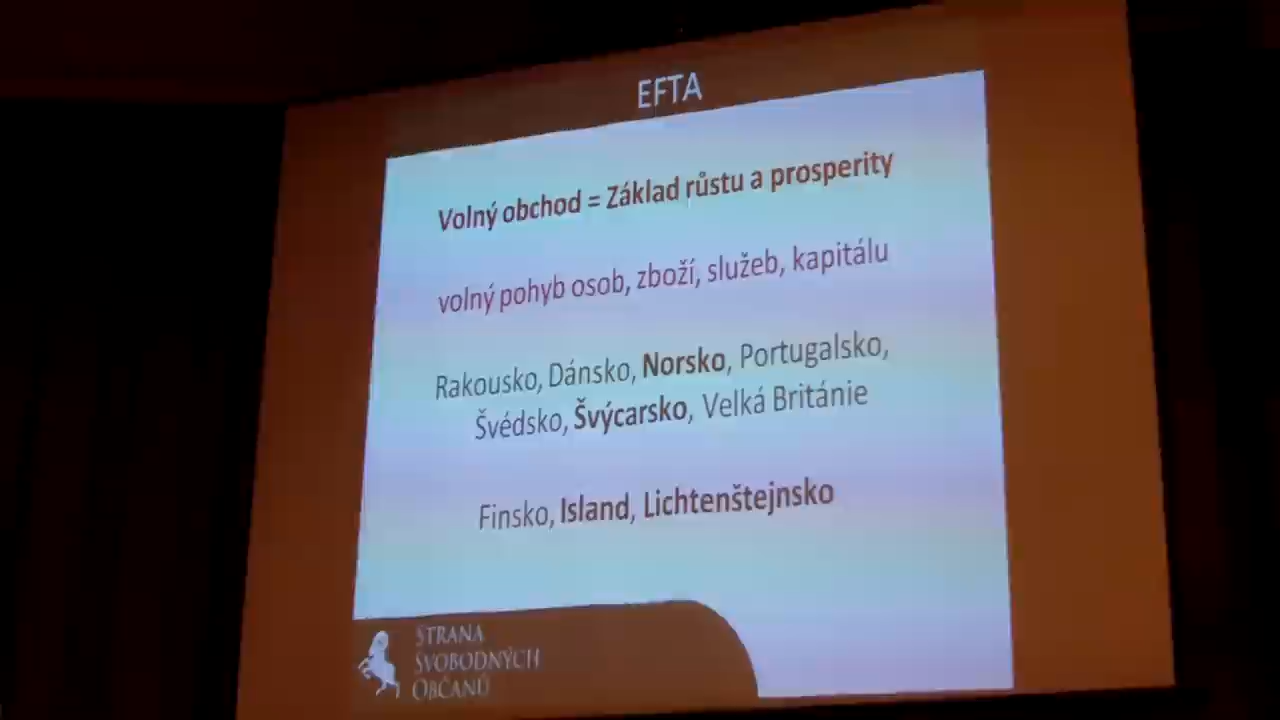 EFTA
Volný obchod = Základ růstu a prosperity
volný pohyb osob, zboží, služeb, kapitálu
Rakousko, Dánsko, Norsko, Portugalsko,
Švédsko, Švýcarsko, Velká Británie
Finsko, Island, Lichtenštejnsko
STRANA
SVOBODNÝCH
OBČANŮ